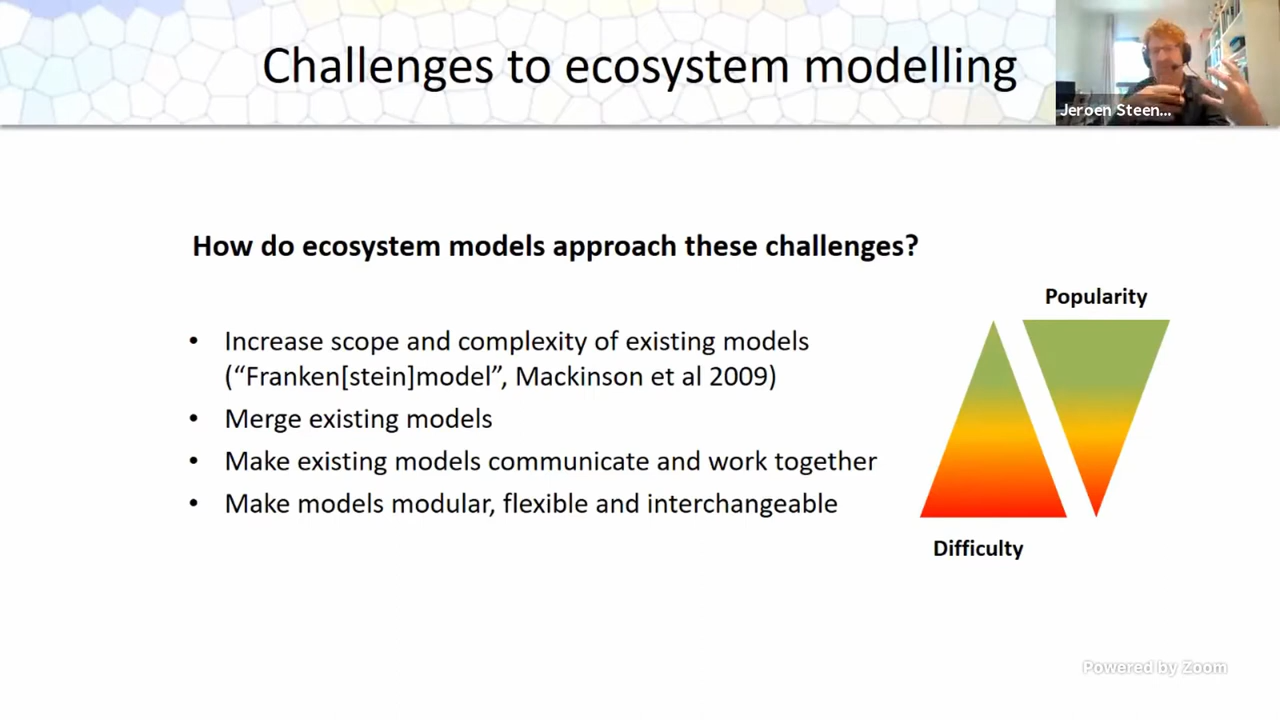 Challenges to ecosystem modelling
Jeroen Steen...
How do ecosystem models approach these challenges?
• Increase scope and complexity of existing models
(“Franken[stein]model”, Mackinson et al 2009)
• Merge existing models
• Make existing models communicate and work together
• Make models modular, flexible and interchangeable
Popularity
Difficulty
Powered by Zoom